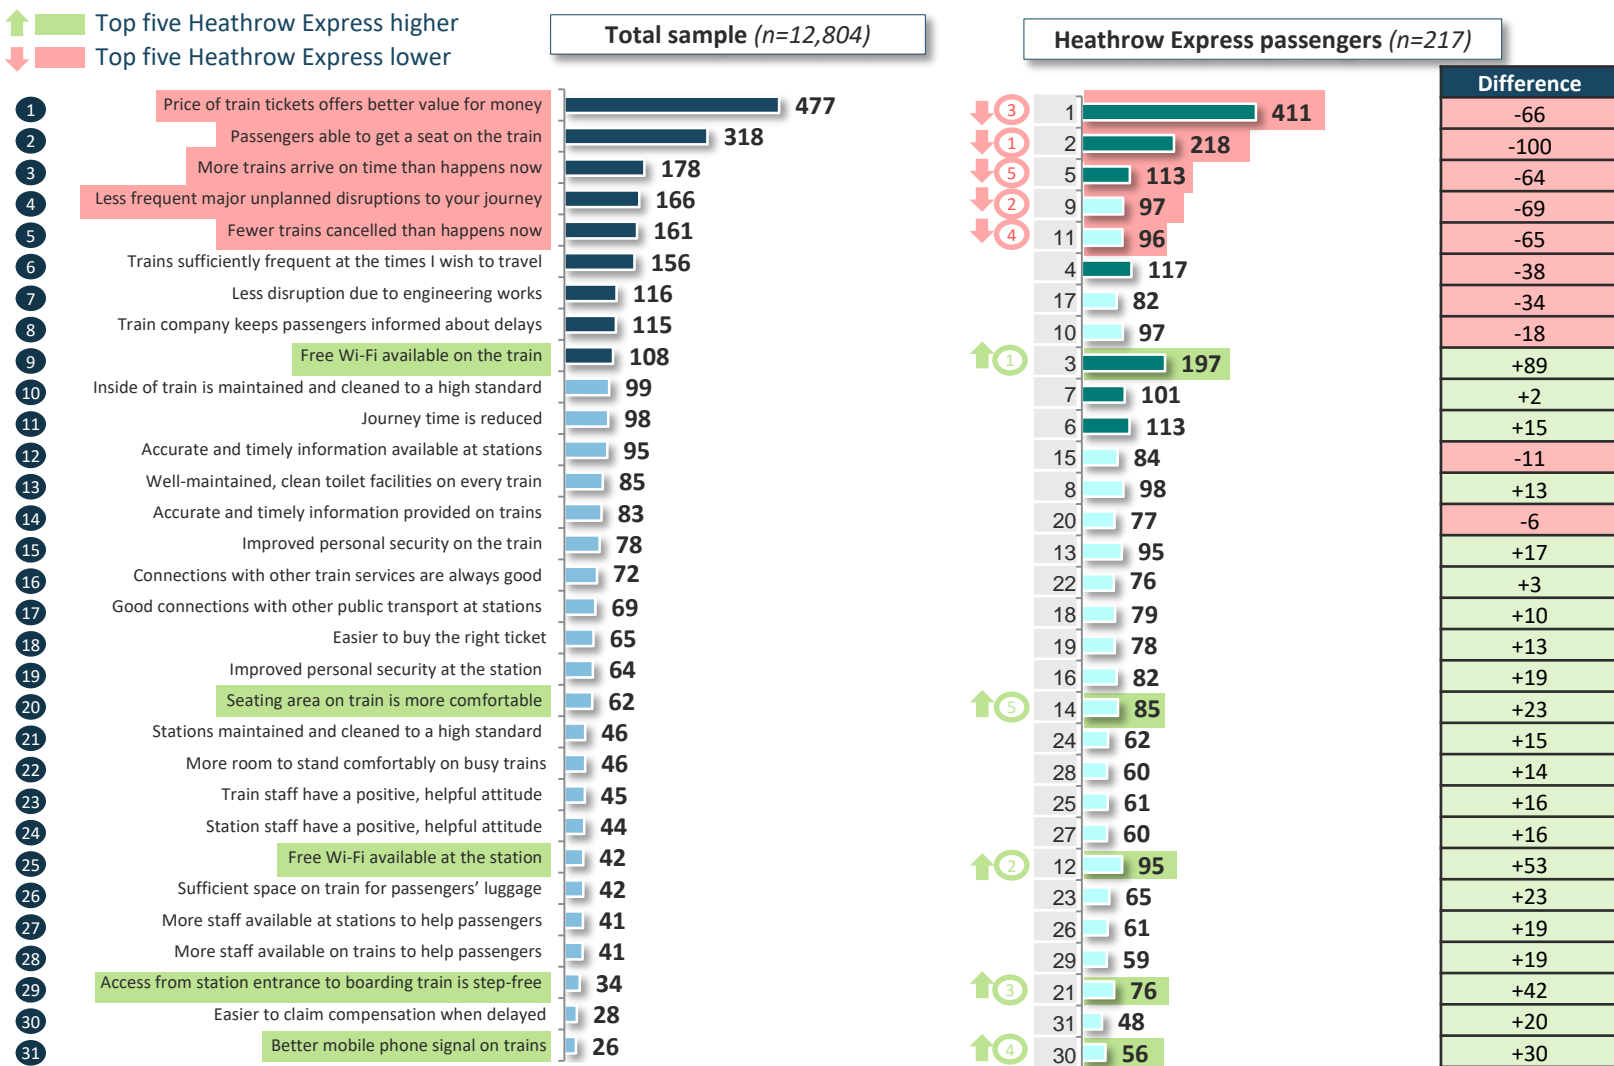 Top five Heathrow Express higher
Top five Heathrow Express lower
Total sample (n=12,804)
Heathrow Express passengers (n=217)
Difference
1 Price of train tickets offers better value for money 477 3 1 411 -66
2 Passengers able to get a seat on the train 318 1 2 218 -100
3 More trains arrive on time than happens now 178 5 5 113 -64
4 Less frequent major unplanned disruptions to your journey 166 2 9 97 -69
5 Fewer trains cancelled than happens now 161 4 11 96 -65
6 Trains sufficiently frequent at the times I wish to travel 156 4 117 -38
7 Less disruption due to engineering works 116 17 82 -34
8 Train company keeps passengers informed about delays 115 10 97 -18
9 Free Wi-Fi available on the train 108 1 3 197 +89
10 Inside of train is maintained and cleaned to a high standard 99 7 101 +2
11 Journey time is reduced 98 6 113 +15
12 Accurate and timely information available at stations 95 15 84 -11
13 Well-maintained, clean toilet facilities on every train 85 8 98 +13
14 Accurate and timely information provided on trains 83 20 77 -6
15 Improved personal security on the train 78 13 95 +17
16 Connections with other train services are always good 72 22 76 +3
17 Good connections with other public transport at stations 69 18 79 +10
18 Easier to buy the right ticket 65 19 78 +13
19 Improved personal security at the station 64 16 82 +19
20 Seating area on train is more comfortable 62 5 14 85 +23
21 Stations maintained and cleaned to a high standard 46 24 62 +15
22 More room to stand comfortably on busy trains 46 28 60 +14
23 Train staff have a positive, helpful attitude 45 25 61 +16
24 Station staff have a positive, helpful attitude 44 27 60 +16
25 Free Wi-Fi available at the station 42 2 12 95 +53
26 Sufficient space on train for passengers’ luggage 42 23 65 +23
27 More staff available at stations to help passengers 41 26 61 +19
28 More staff available on trains to help passengers 41 29 59 +19
29 Access from station entrance to boarding train is step-free 34 3 21 76 +42
30 Easier to claim compensation when delayed 28 31 48 +20
31 Better mobile phone signal on trains 26 4 30 56 +30